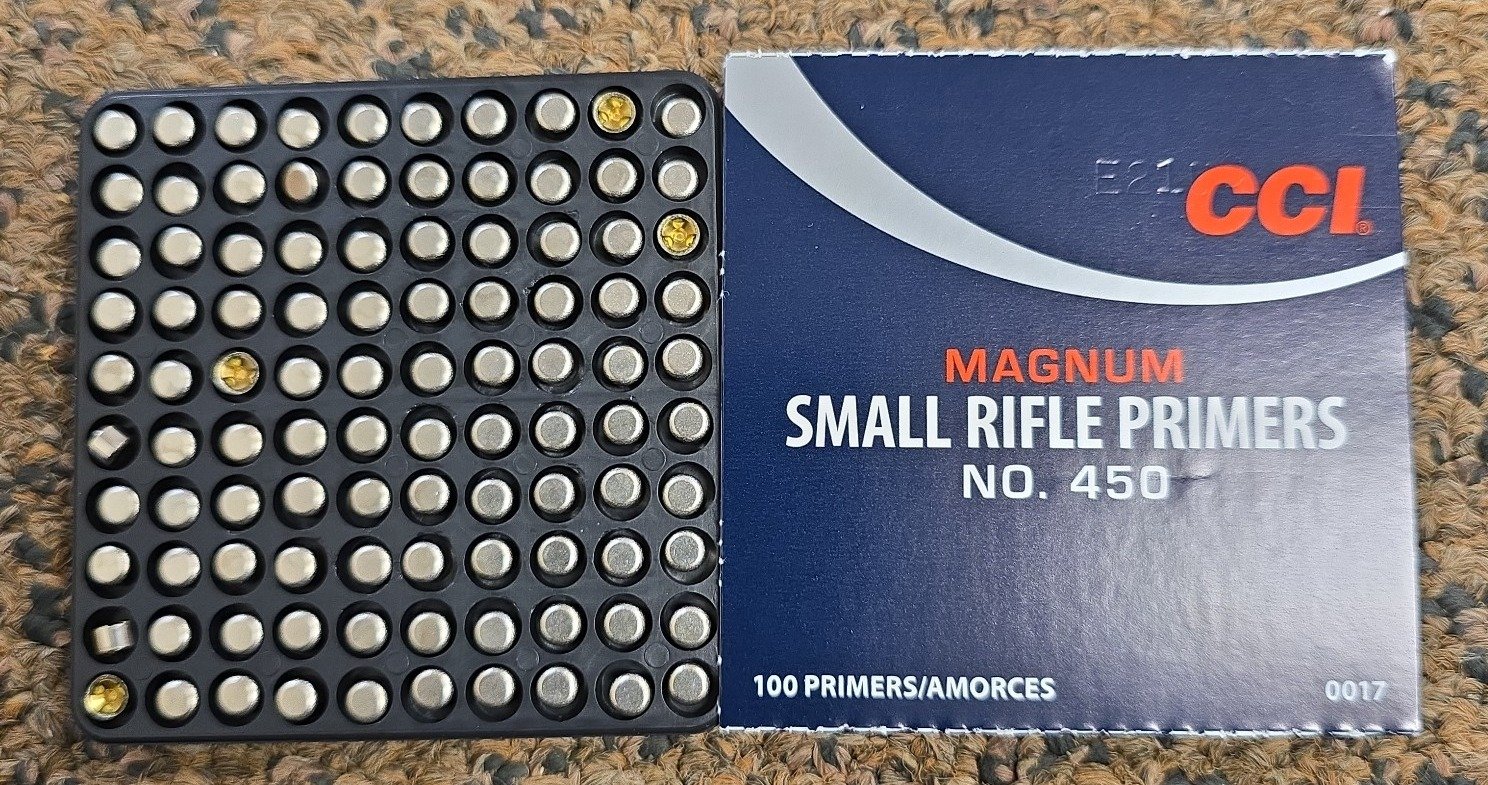 CCI®
MAGNUM
SMALL RIFLE PRIMERS
NO. 450
100 PRIMERS/AMORCES
0017